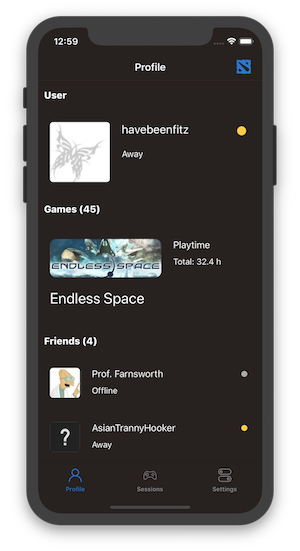 12:59
Profile
User
havebeenfitz
Away
Games (45)
ENDLESS SPACE
Playtime
Total: 32.4 h
Endless Space
Friends (4)
Prof. Farnsworth
Offline
?
AsianTrannyHooker
Away
Profile
Sessions
Settings